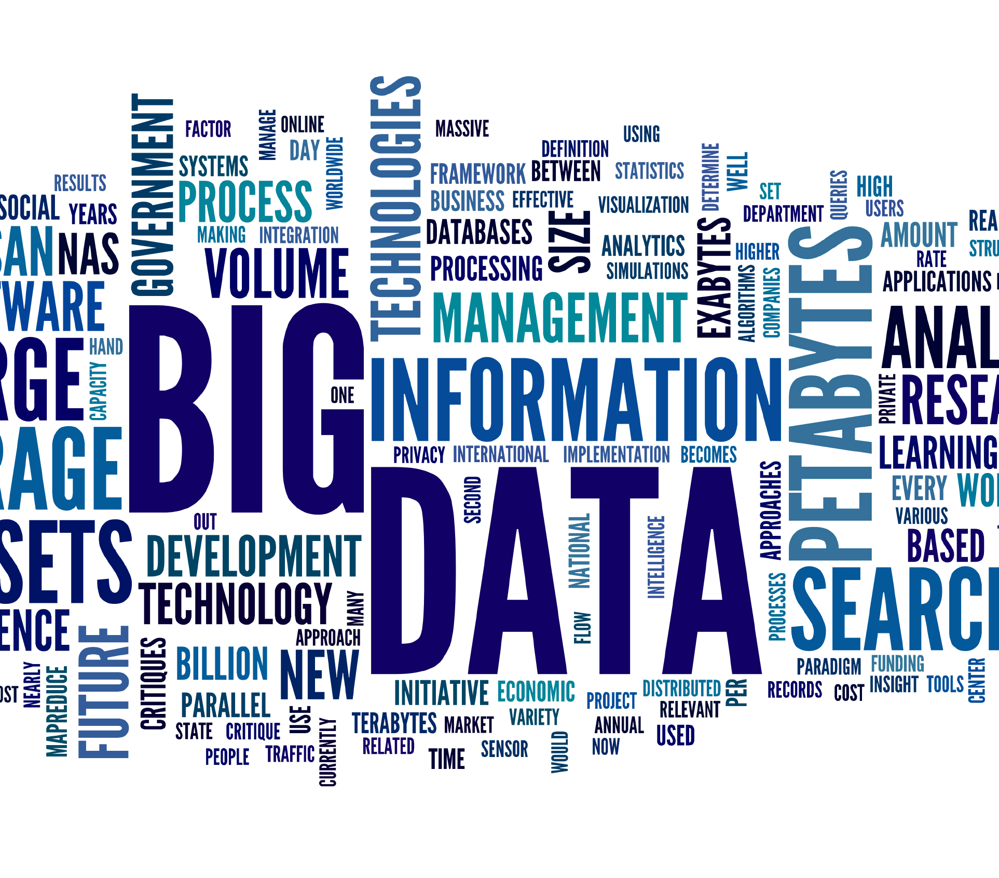 GOVERNMENT
FACTOR
MANAGE
ONLINE
DAY
WORLDWIDE
SYSTEMS
PROCESS
MAKING
INTEGRATION
VOLUME
RESULTS
SOCIAL
YEARS
SAN
NAS
WARE
RGE
HAND
CAPACITY
RAGE
SETS
ENCE
TECHNOLOGIES
MASSIVE
USING
DEFINITION
FRAMEWORK
BETWEEN
STATISTICS
BUSINESS
EFFECTIVE
VISUALIZATION
DATABASES
SIZE
ANALYTICS
PROCESSING
SIMULATIONS
MANAGEMENT
DETERMINE
WELL
SET
DEPARTMENT
EXABYTES
HIGHER
ALGORITHMS
COMPANIES
QUERIES
HIGH
USERS
PETABYTES
AMOUNT
REA
RATE
STRU
APPLICATIONS
ANAL
PRIVATE
RESEA
LEARNING
EVERY
WO
VARIOUS
BASED
BIG
ONE
INFORMATION
PRIVACY
INTERNATIONAL
IMPLEMENTATION
BECOMES
DATA
SECOND
NATIONAL
INTELLIGENCE
FLOW
APPROACHES
PROCESSES
SEARC
OUT
DEVELOPMENT
TECHNOLOGY
MANY
APPROACH
FUTURE
CRITIQUES
BILLION
NEW
NEARLY
MAPREDUCE
OST
PARALLEL
STATE
CRITIQUE
USE
PEOPLE
TRAFFIC
CURRENTLY
INITIATIVE
ECONOMIC
PROJECT
DISTRIBUTED
PER
RELEVANT
TERABYTES
MARKET
VARIETY
ANNUAL
USED
RELATED
TIME
SENSOR
WOULD
NOW
PARADIGM
FUNDING
RECORDS
COST
INSIGHT
TOOLS
CENTER